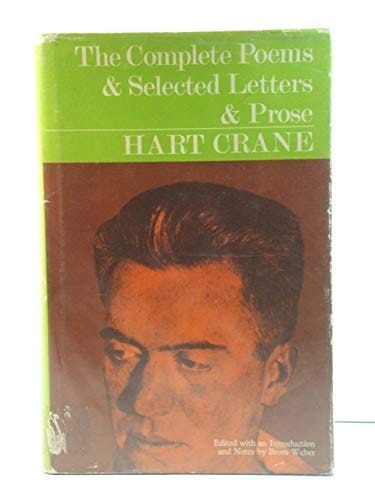 The Complete Poems
& Selected Letters
& Prose
HART CRANE
Edited with an Introduction
and Notes by Brom Weber